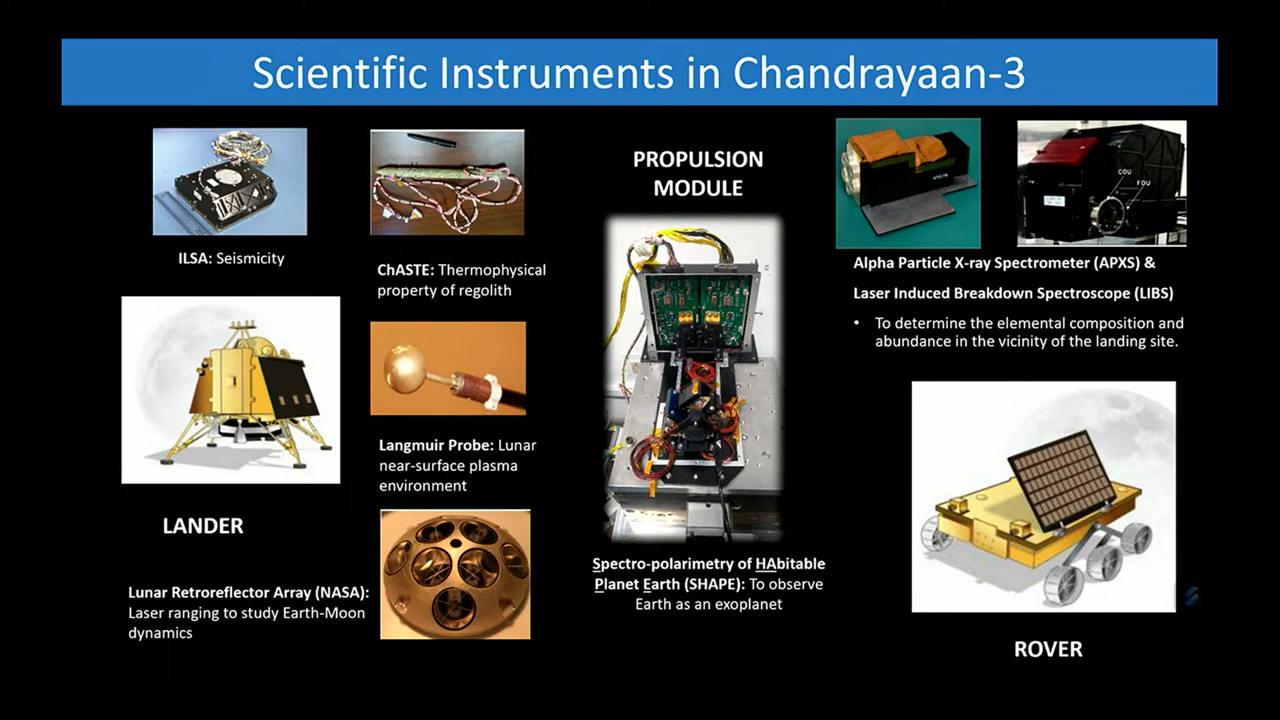 Scientific Instruments in Chandrayaan-3
ILSA: Seismicity
ChASTE: Thermophysical
property of regolith
Langmuir Probe: Lunar
near-surface plasma
environment
LANDER
Lunar Retroreflector Array (NASA):
Laser ranging to study Earth-Moon
dynamics
PROPULSION
MODULE
Spectro-polarimetry of HAbitable
Planet Earth (SHAPE): To observe
Earth as an exoplanet
COU
FOU
Alpha Particle X-ray Spectrometer (APXS) &
Laser Induced Breakdown Spectroscope (LIBS)
• To determine the elemental composition and
abundance in the vicinity of the landing site.
ROVER